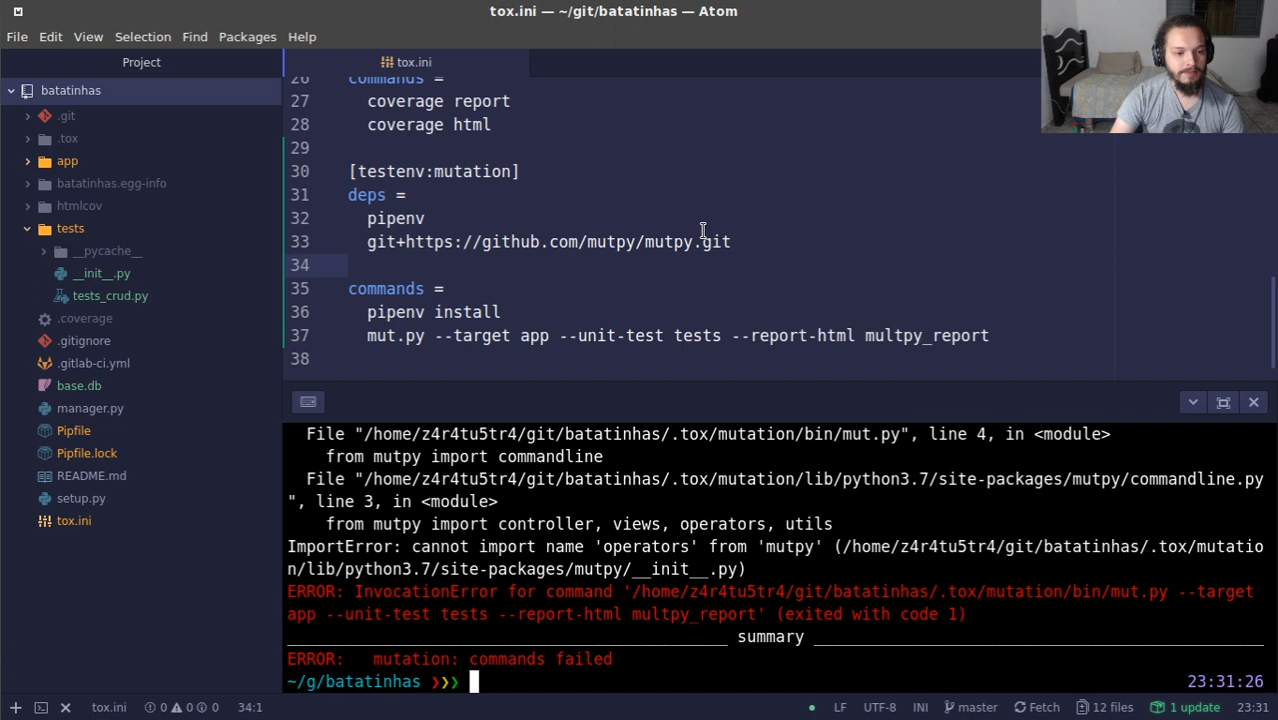 tox.ini — ~/git/batatinhas — Atom
File Edit View Selection Find Packages Help
Project
tox.ini
batatinhas
.git
.tox
app
batatinhas.egg-info
htmlcov
tests
__pycache__
__init__.py
tests_crud.py
.coverage
.gitignore
.gitlab-ci.yml
base.db
manager.py
Pipfile
Pipfile.lock
README.md
setup.py
tox.ini
26 commands =
27 coverage report
28 coverage html
29
30 [testenv:mutation]
31 deps =
32 pipenv
33 git+https://github.com/mutpy/mutpy.git
34
35 commands =
36 pipenv install
37 mut.py --target app --unit-test tests --report-html multpy_report
38
File "/home/z4r4tu5tr4/git/batatinhas/.tox/mutation/bin/mut.py", line 4, in <module>
from mutpy import commandline
File "/home/z4r4tu5tr4/git/batatinhas/.tox/mutation/lib/python3.7/site-packages/mutpy/commandline.py
", line 3, in <module>
from mutpy import controller, views, operators, utils
ImportError: cannot import name 'operators' from 'mutpy' (/home/z4r4tu5tr4/git/batatinhas/.tox/mutatio
n/lib/python3.7/site-packages/mutpy/__init__.py)
ERROR: InvocationError for command '/home/z4r4tu5tr4/git/batatinhas/.tox/mutation/bin/mut.py --target
app --unit-test tests --report-html multpy_report' (exited with code 1)
summary
ERROR: mutation: commands failed
~/g/batatinhas ❯❯❯ 23:31:26
tox.ini 0 0 0 34:1 LF UTF-8 INI master Fetch 12 files 1 update 23:31